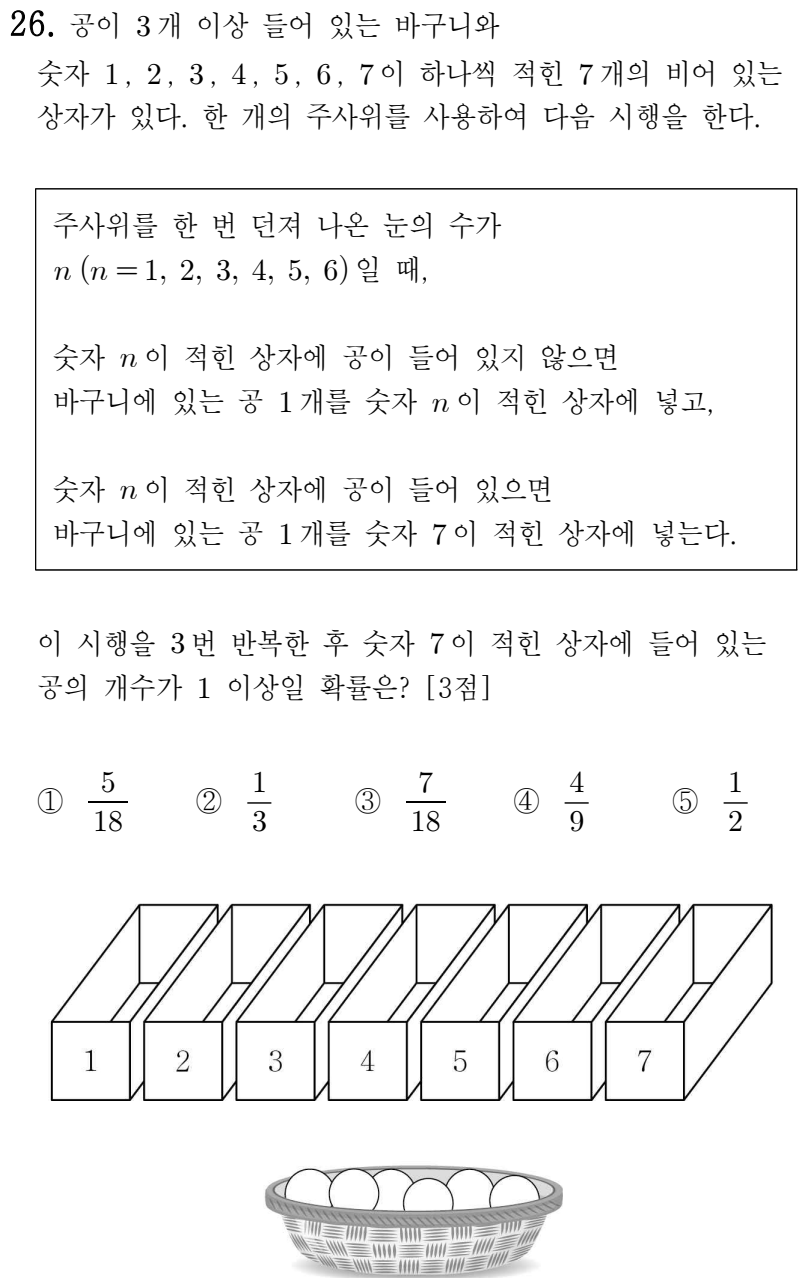 26. 공이 3개 이상 들어 있는 바구니와
숫자 1, 2, 3, 4, 5, 6, 7이 하나씩 적힌 7개의 비어 있는
상자가 있다. 한 개의 주사위를 사용하여 다음 시행을 한다.
주사위를 한 번 던져 나온 눈의 수가
n (n=1, 2, 3, 4, 5, 6)일 때,
숫자 n이 적힌 상자에 공이 들어 있지 않으면
바구니에 있는 공 1개를 숫자 n이 적힌 상자에 넣고,
숫자 n이 적힌 상자에 공이 들어 있으면
바구니에 있는 공 1개를 숫자 7이 적힌 상자에 넣는다.
이 시행을 3번 반복한 후 숫자 7이 적힌 상자에 들어 있는
공의 개수가 1 이상일 확률은? [3점]
① 5/18 ② 1/3 ③ 7/18 ④ 4/9 ⑤ 1/2
1 2 3 4 5 6 7